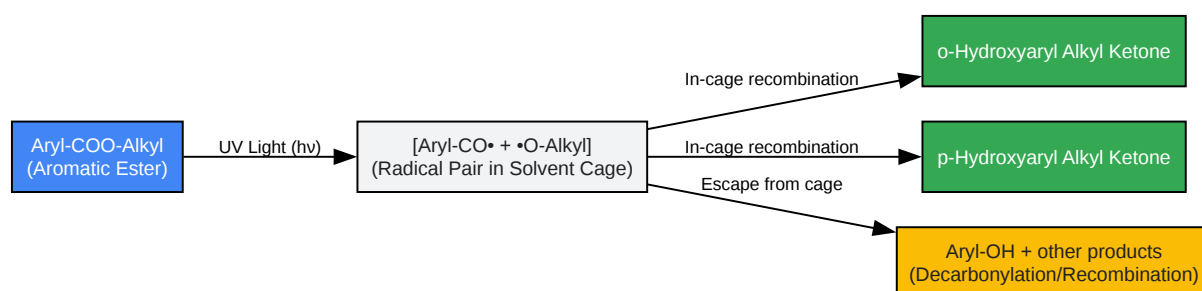 Aryl-COO-Alkyl
(Aromatic Ester)
UV Light (hν)
[Aryl-CO• + •O-Alkyl]
(Radical Pair in Solvent Cage)
In-cage recombination
o-Hydroxyaryl Alkyl Ketone
In-cage recombination
p-Hydroxyaryl Alkyl Ketone
Escape from cage
Aryl-OH + other products
(Decarbonylation/Recombination)